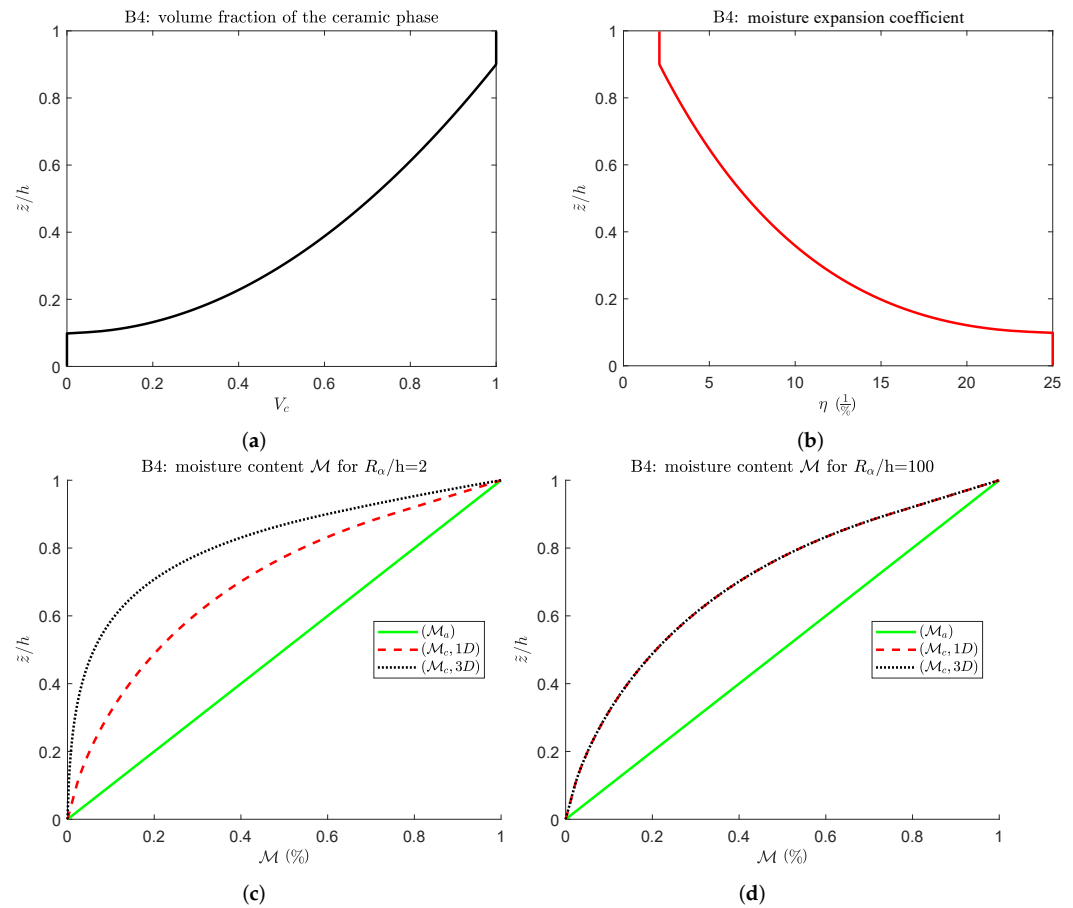 B4: volume fraction of the ceramic phase
1
0.8
0.6
0.4
0.2
0
z̃/h
0 0.2 0.4 0.6 0.8 1
V_c
(a)
B4: moisture expansion coefficient
1
0.8
0.6
0.4
0.2
0
z̃/h
0 5 10 15 20 25
η (1/%)
(b)
B4: moisture content ℳ for R_α/h=2
1
0.8
0.6
0.4
0.2
0
z̃/h
(ℳ_a)
(ℳ_c, 1D)
(ℳ_c, 3D)
0 0.2 0.4 0.6 0.8 1
ℳ (%)
(c)
B4: moisture content ℳ for R_α/h=100
1
0.8
0.6
0.4
0.2
0
z̃/h
(ℳ_a)
(ℳ_c, 1D)
(ℳ_c, 3D)
0 0.2 0.4 0.6 0.8 1
ℳ (%)
(d)